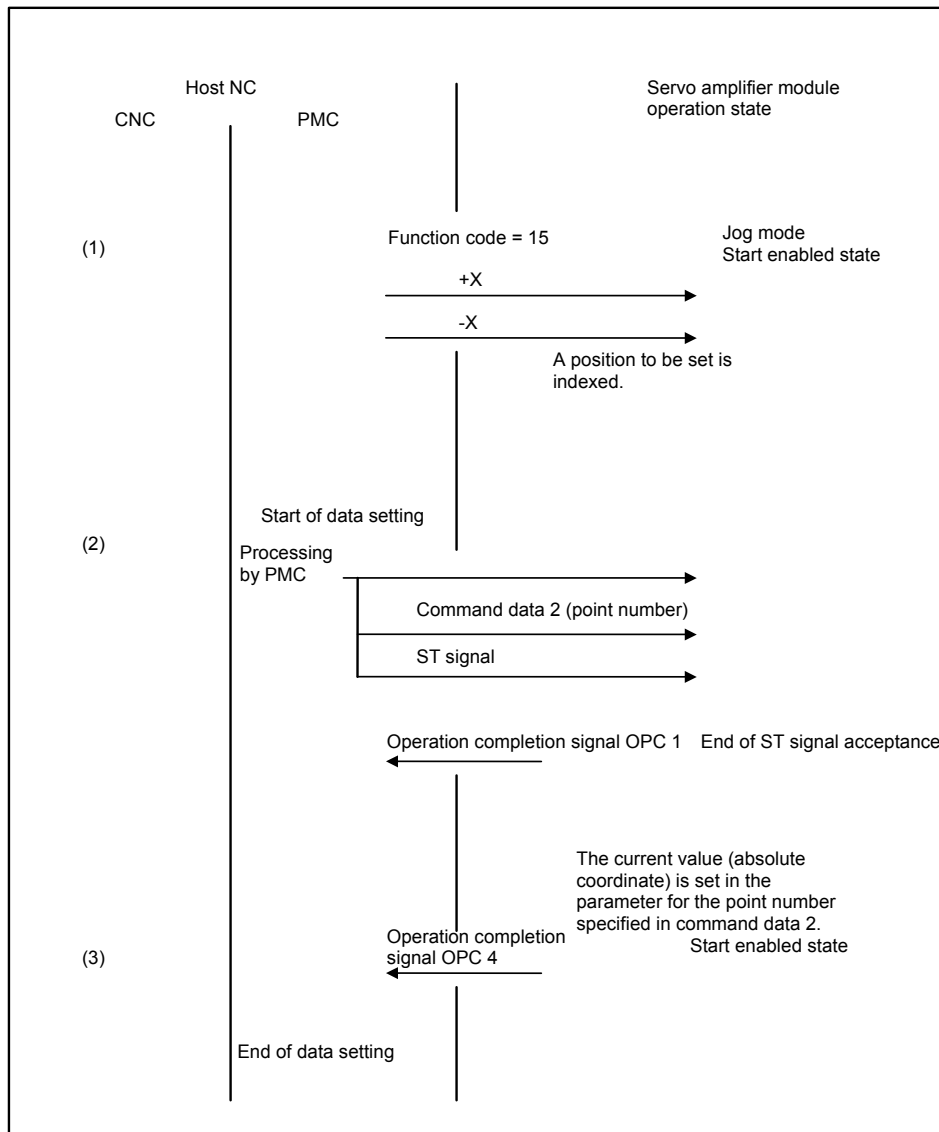 Host NC
Servo amplifier module
operation state
CNC
PMC
(1)
Function code = 15
Jog mode
Start enabled state
+X
-X
A position to be set is
indexed.
Start of data setting
(2)
Processing
by PMC
Command data 2 (point number)
ST signal
Operation completion signal OPC 1
End of ST signal acceptance
The current value (absolute
coordinate) is set in the
parameter for the point number
specified in command data 2.
Start enabled state
(3)
Operation completion
signal OPC 4
End of data setting